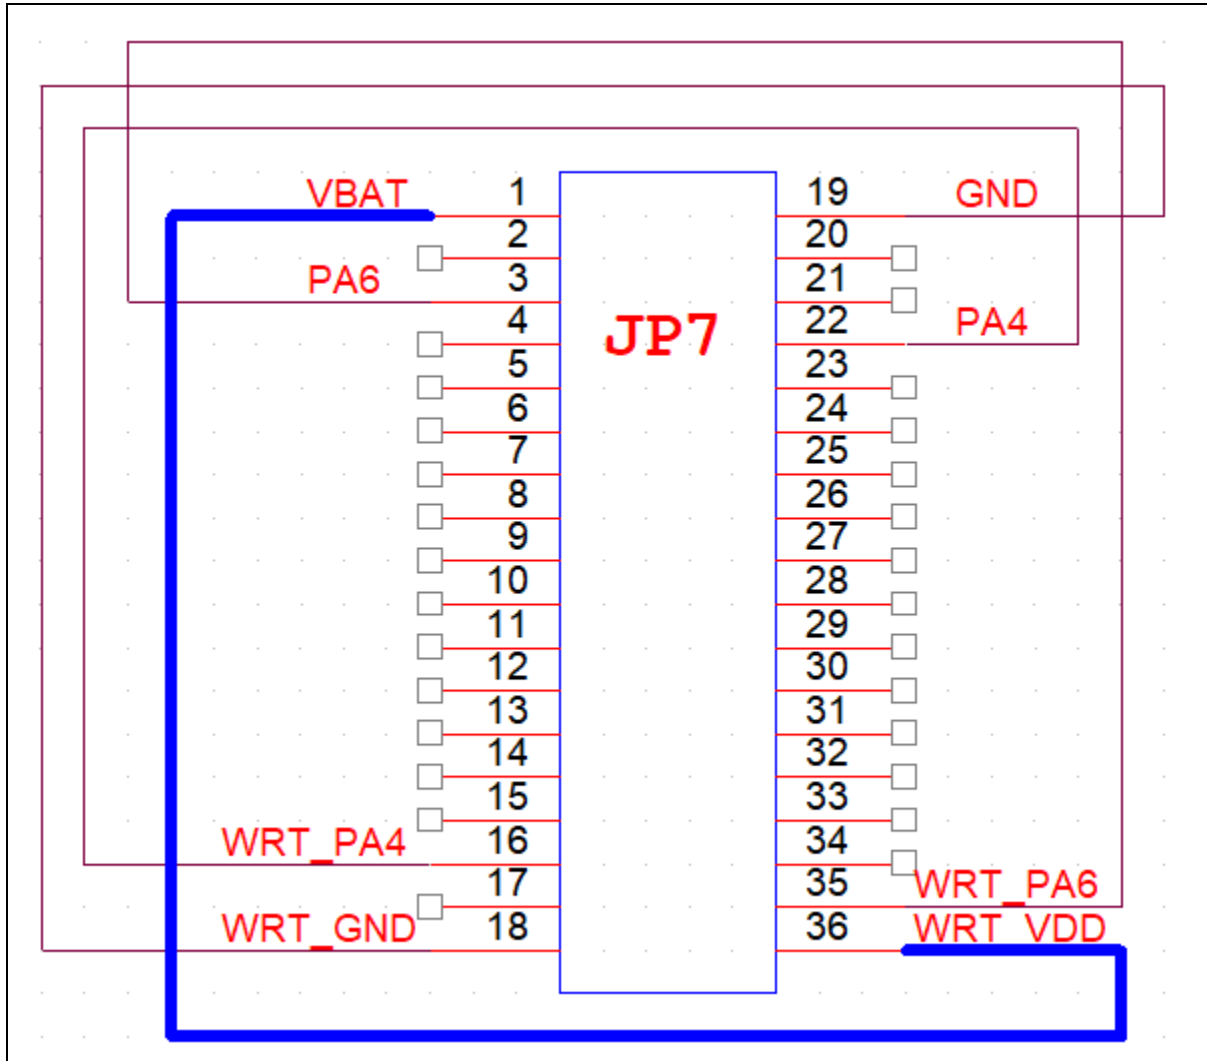 VBAT 1 19 GND
2 20
PA6 3 21
4 22 PA4
5 23
6 24
7 25
8 26
9 27
10 28
11 29
12 30
13 31
14 32
15 33
WRT_PA4 16 34
17 35 WRT_PA6
WRT_GND 18 36 WRT_VDD
JP7